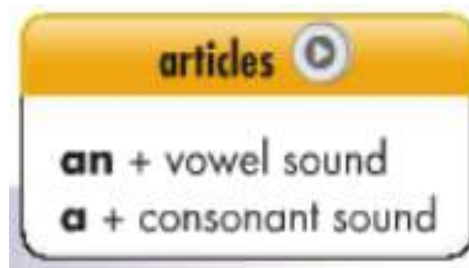 articles
an + vowel sound
a + consonant sound